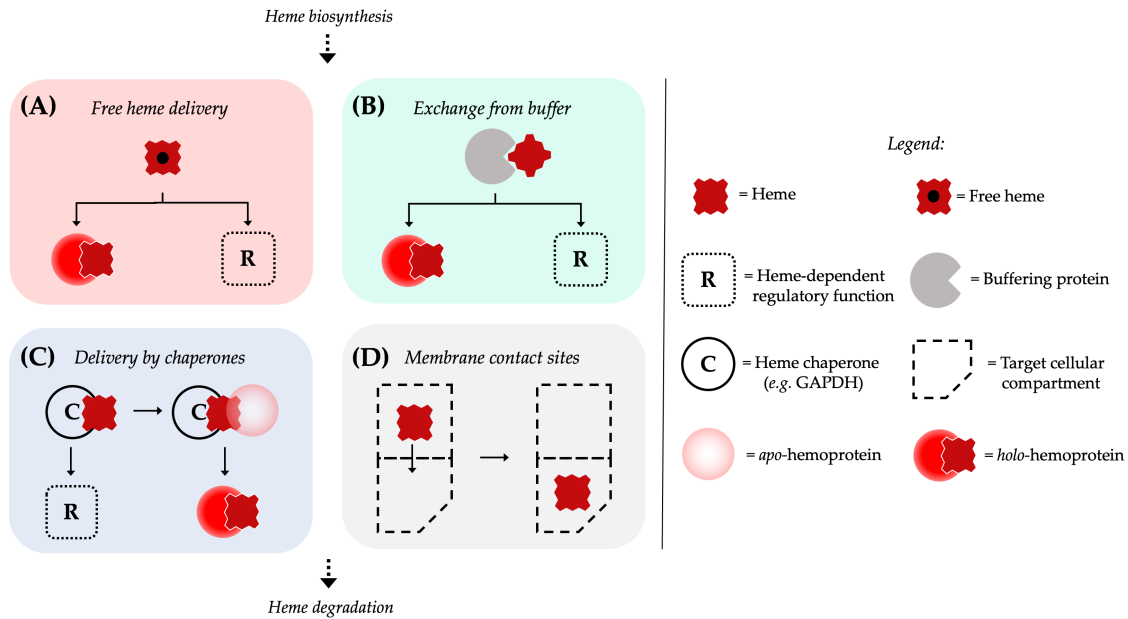 Heme biosynthesis
(A) Free heme delivery
R
(B) Exchange from buffer
R
(C) Delivery by chaperones
C
C
R
(D) Membrane contact sites
Heme degradation
Legend:
= Heme
= Free heme
R
= Heme-dependent
regulatory function
= Buffering protein
C
= Heme chaperone
(e.g. GAPDH)
= Target cellular
compartment
= apo-hemoprotein
= holo-hemoprotein